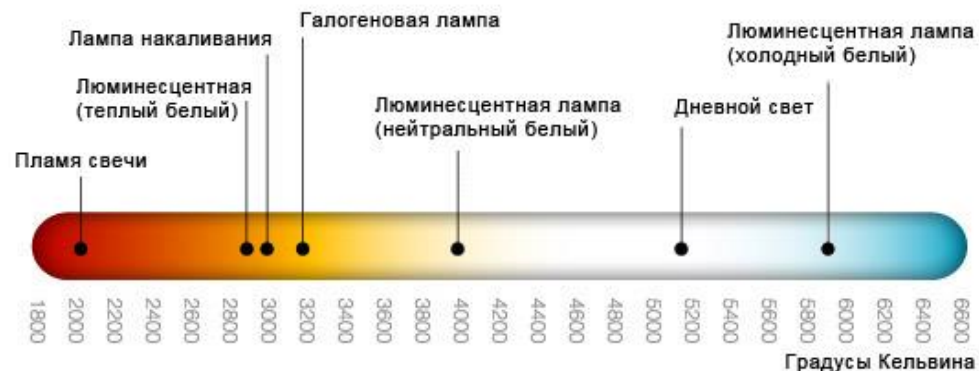 Галогеновая лампа
Лампа накаливания
Люминесцентная лампа
(холодный белый)
Люминесцентная
(теплый белый)
Люминесцентная лампа
(нейтральный белый)
Дневной свет
Пламя свечи
1800 2000 2200 2400 2600 2800 3000 3200 3400 3600 3800 4000 4200 4400 4600 4800 5000 5200 5400 5600 5800 6000 6200 6400 6600
Градусы Кельвина